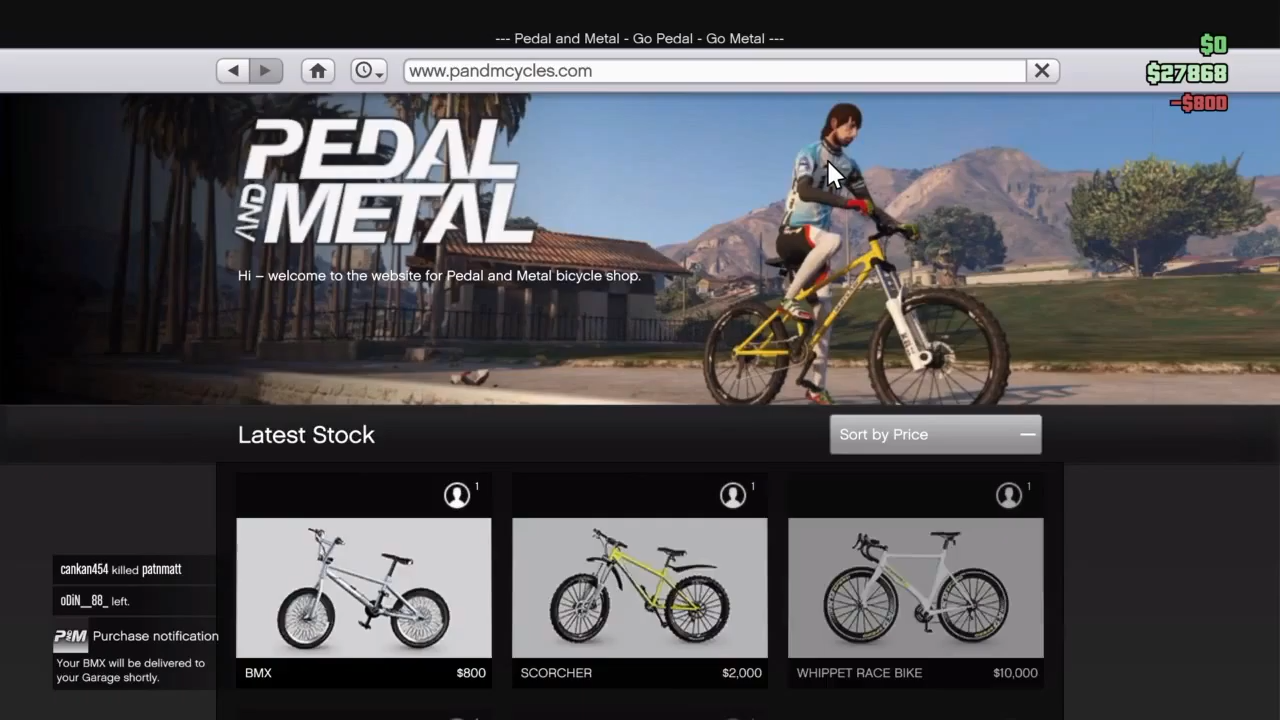 --- Pedal and Metal - Go Pedal - Go Metal ---
$0
www.pandmcycles.com
$27868
-$800
PEDAL
AND METAL
Hi – welcome to the website for Pedal and Metal bicycle shop.
Latest Stock
Sort by Price
1
1
1
BMX
$800
SCORCHER
$2,000
WHIPPET RACE BIKE
$10,000
cankan454 killed patnmatt
oDiN__88_ left.
P&M Purchase notification
Your BMX will be delivered to
your Garage shortly.